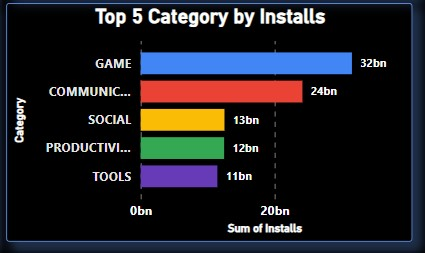 Top 5 Category by Installs
Category
GAME 32bn
COMMUNIC... 24bn
SOCIAL 13bn
PRODUCTIVI... 12bn
TOOLS 11bn
0bn 20bn
Sum of Installs